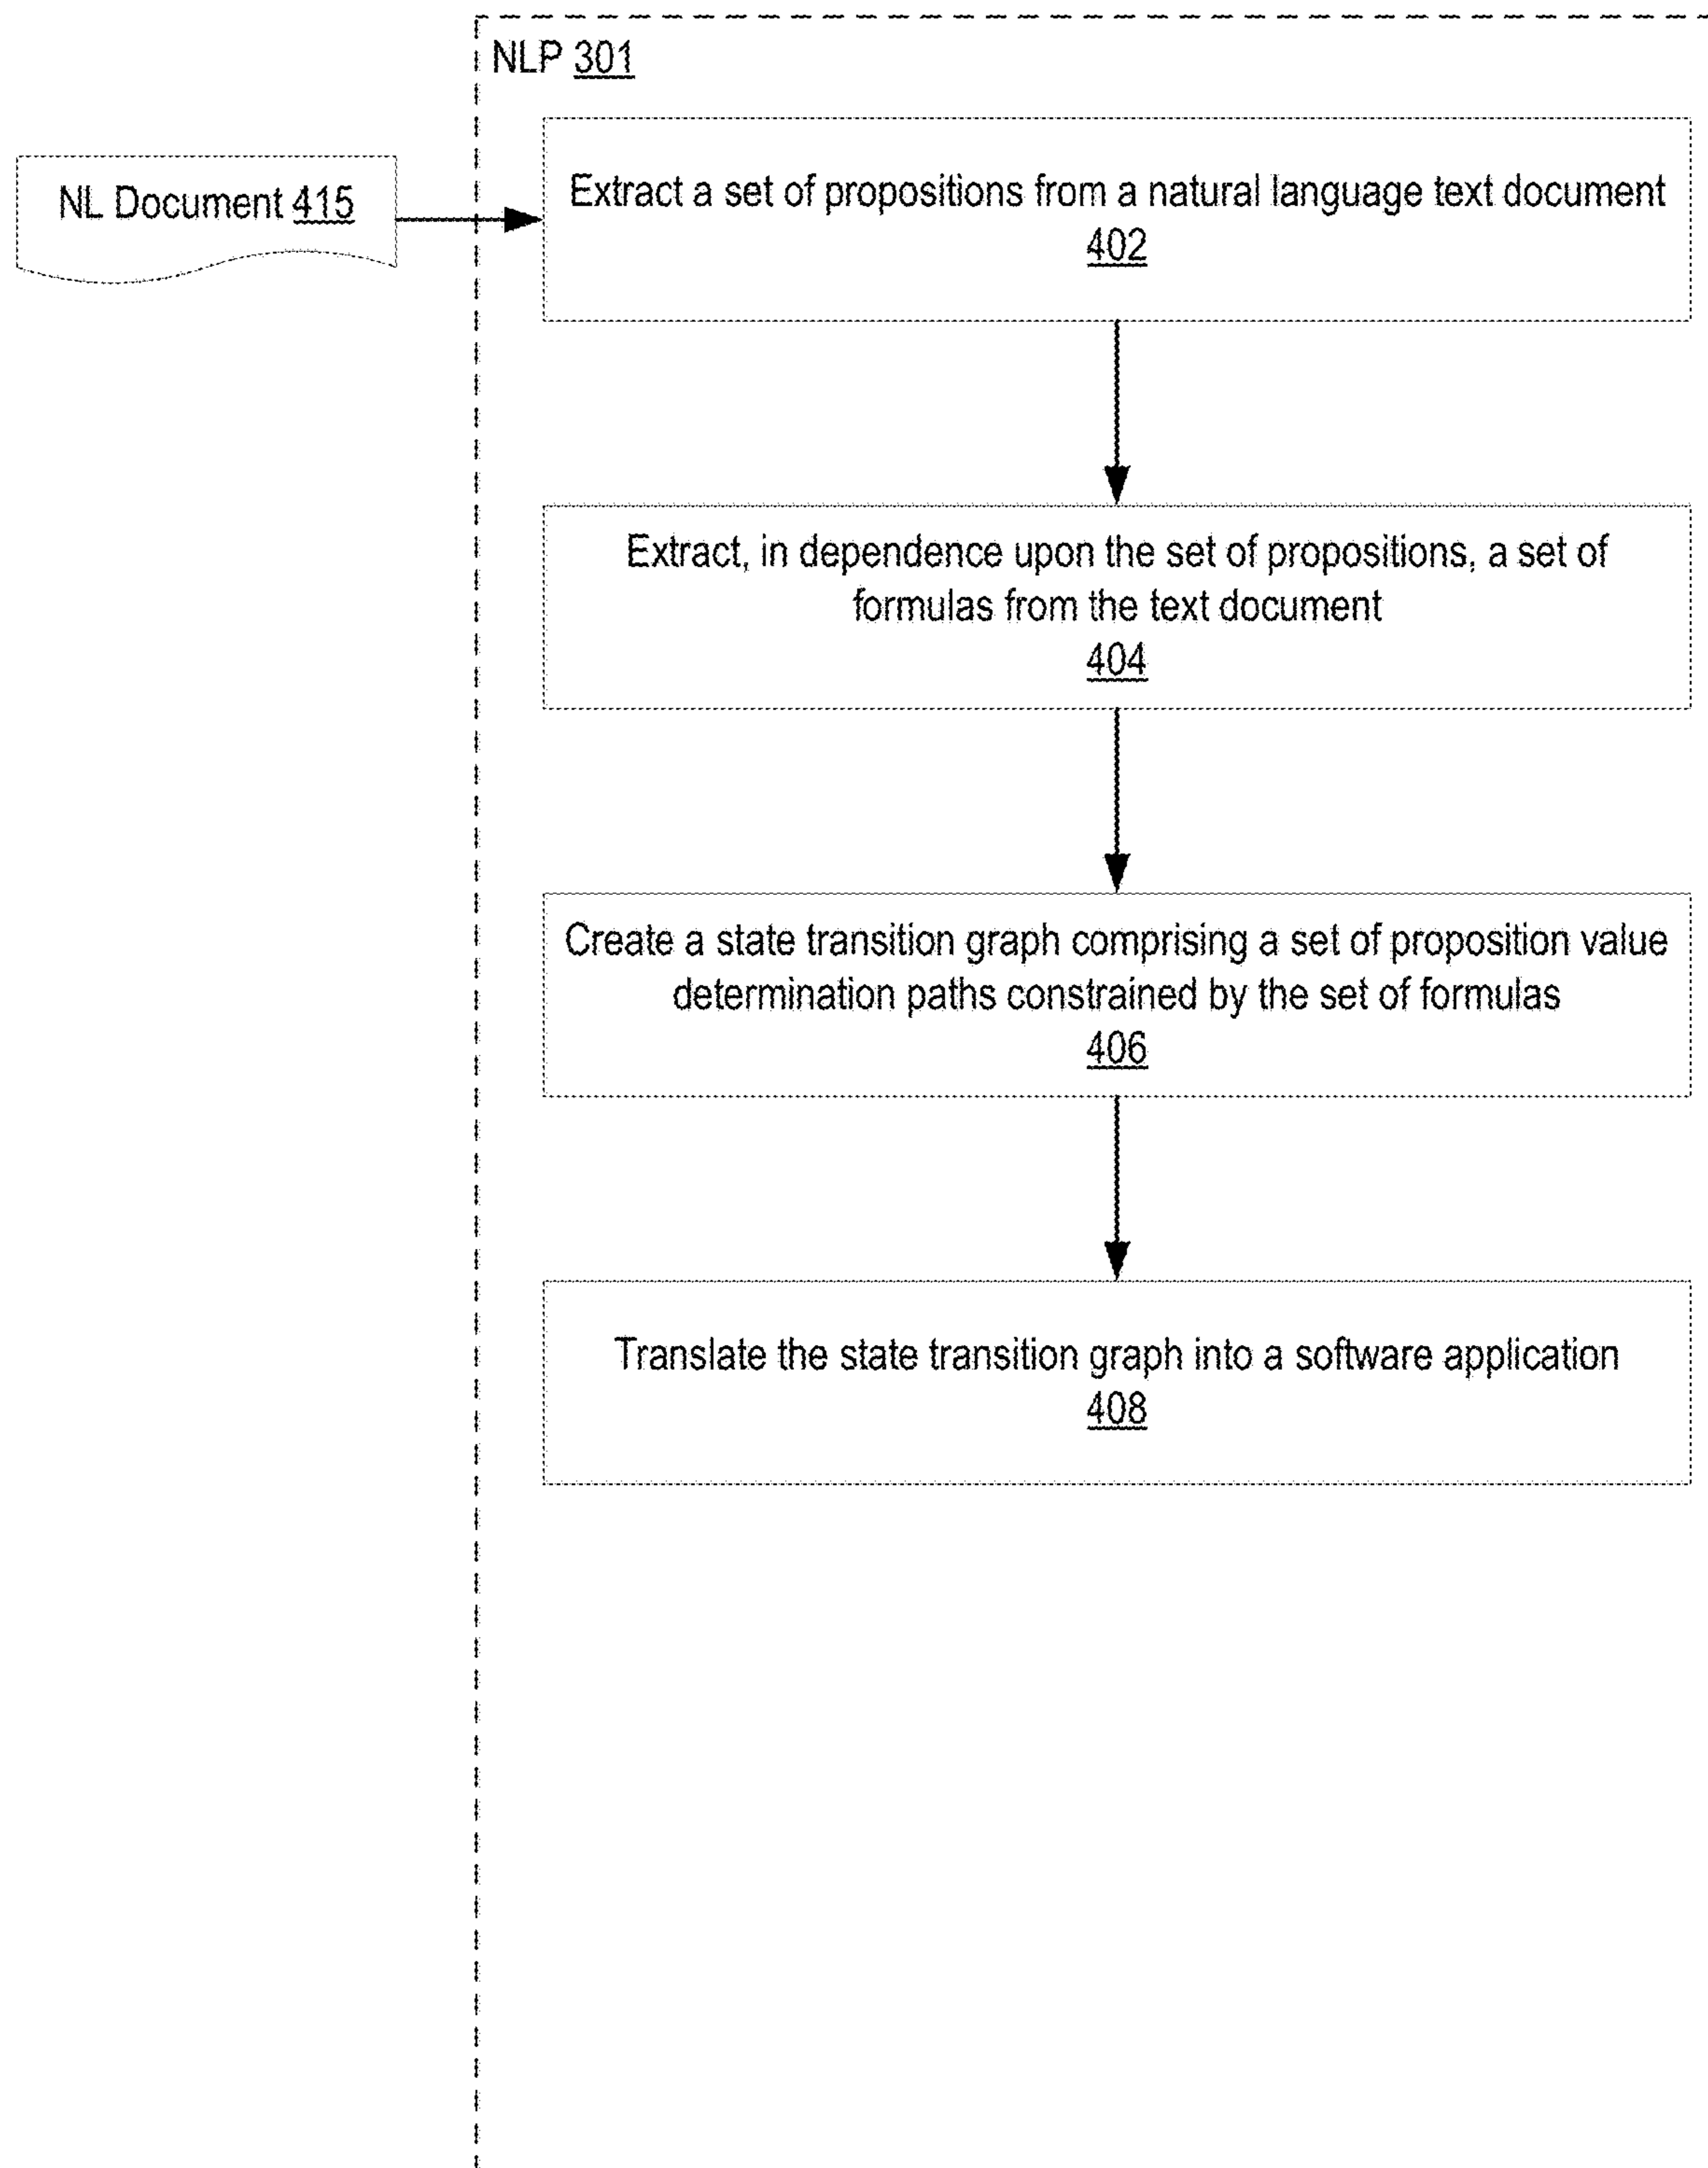 NLP 301
NL Document 415
Extract a set of propositions from a natural language text document
402
Extract, in dependence upon the set of propositions, a set of
formulas from the text document
404
Create a state transition graph comprising a set of proposition value
determination paths constrained by the set of formulas
406
Translate the state transition graph into a software application
408